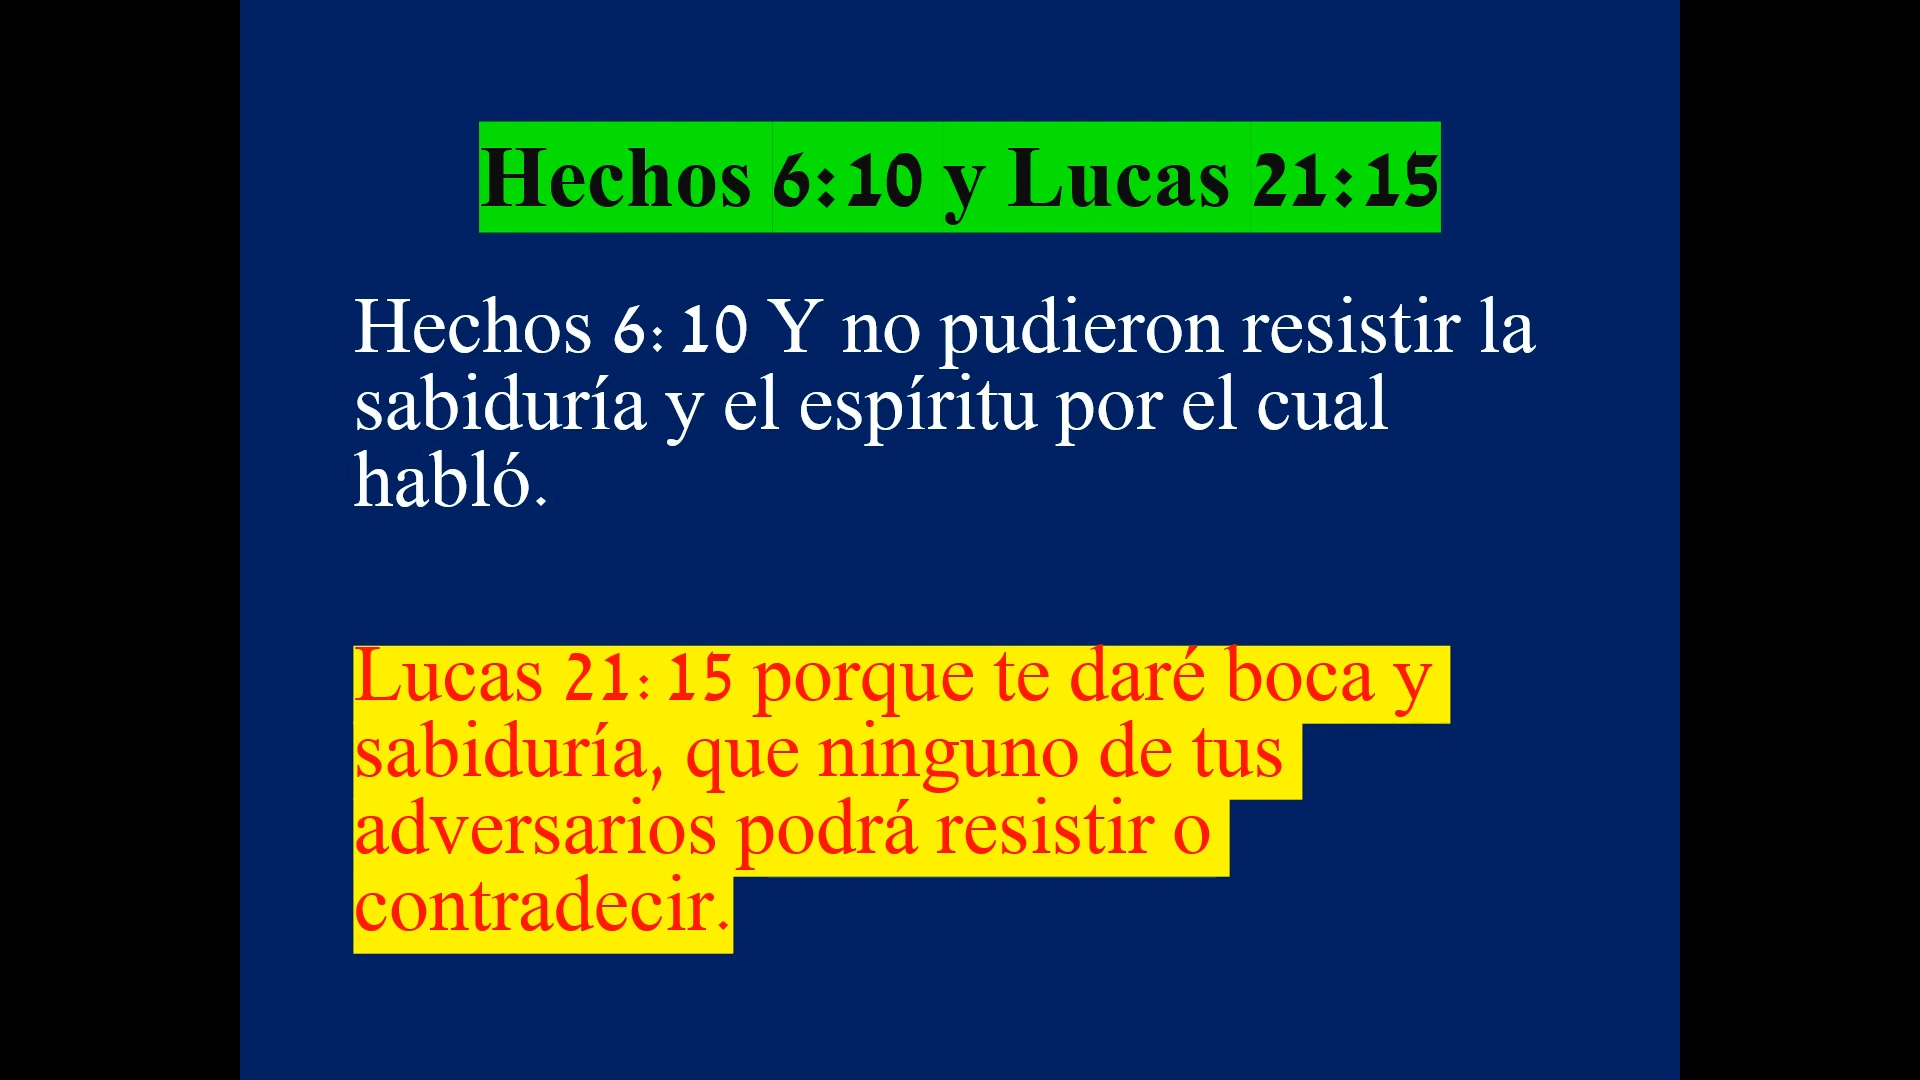 Hechos 6:10 y Lucas 21:15
Hechos 6:10 Y no pudieron resistir la
sabiduría y el espíritu por el cual
habló.
Lucas 21:15 porque te daré boca y
sabiduría, que ninguno de tus
adversarios podrá resistir o
contradecir.